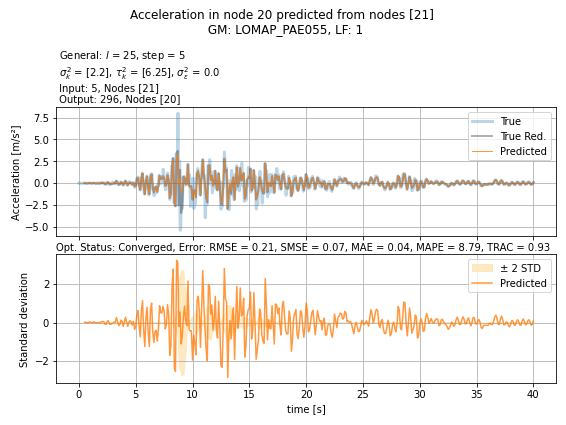 Acceleration in node 20 predicted from nodes [21]
GM: LOMAP_PAE055, LF: 1
General: l = 25, step = 5
σ²ₖ = [2.2], τ²ₖ = [6.25], σ²_ε = 0.0
Input: 5, Nodes [21]
Output: 296, Nodes [20]
Acceleration [m/s²]
7.5
5.0
2.5
0.0
−2.5
−5.0
True
True Red.
Predicted
Opt. Status: Converged, Error: RMSE = 0.21, SMSE = 0.07, MAE = 0.04, MAPE = 8.79, TRAC = 0.93
Standard deviation
2
0
−2
± 2 STD
Predicted
0 5 10 15 20 25 30 35 40
time [s]